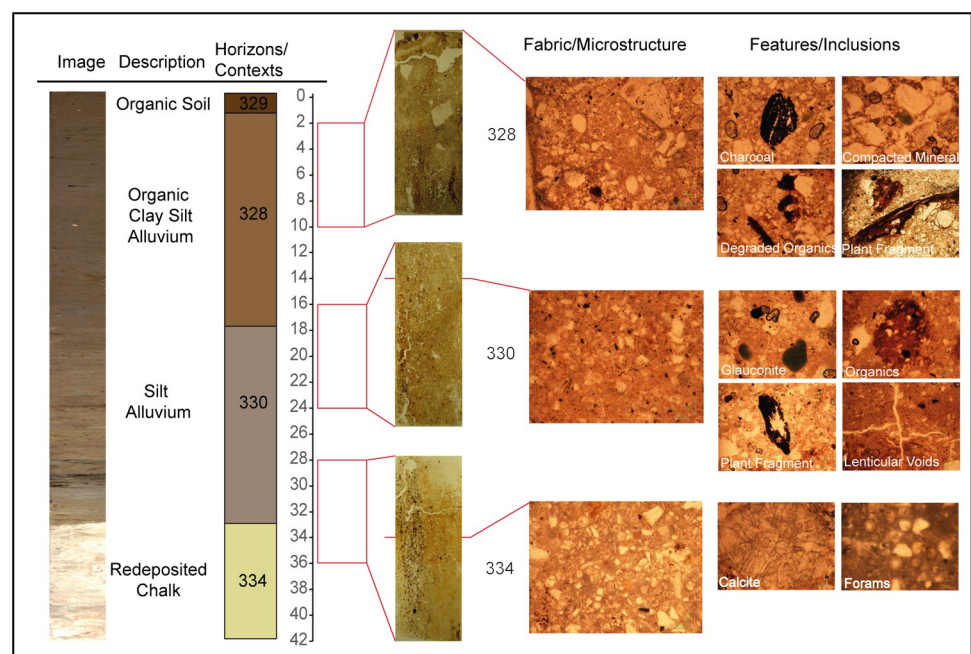 Image
Description
Horizons/
Contexts
Fabric/Microstructure
Features/Inclusions
Organic Soil
329
Organic
Clay Silt
Alluvium
328
Silt
Alluvium
330
Redeposited
Chalk
334
0
2
4
6
8
10
12
14
16
18
20
22
24
26
28
30
32
34
36
38
40
42
328
Charcoal
Compacted Mineral
Degraded Organics
Plant Fragment
330
Glauconite
Organics
Plant Fragment
Lenticular Voids
334
Calcite
Forams